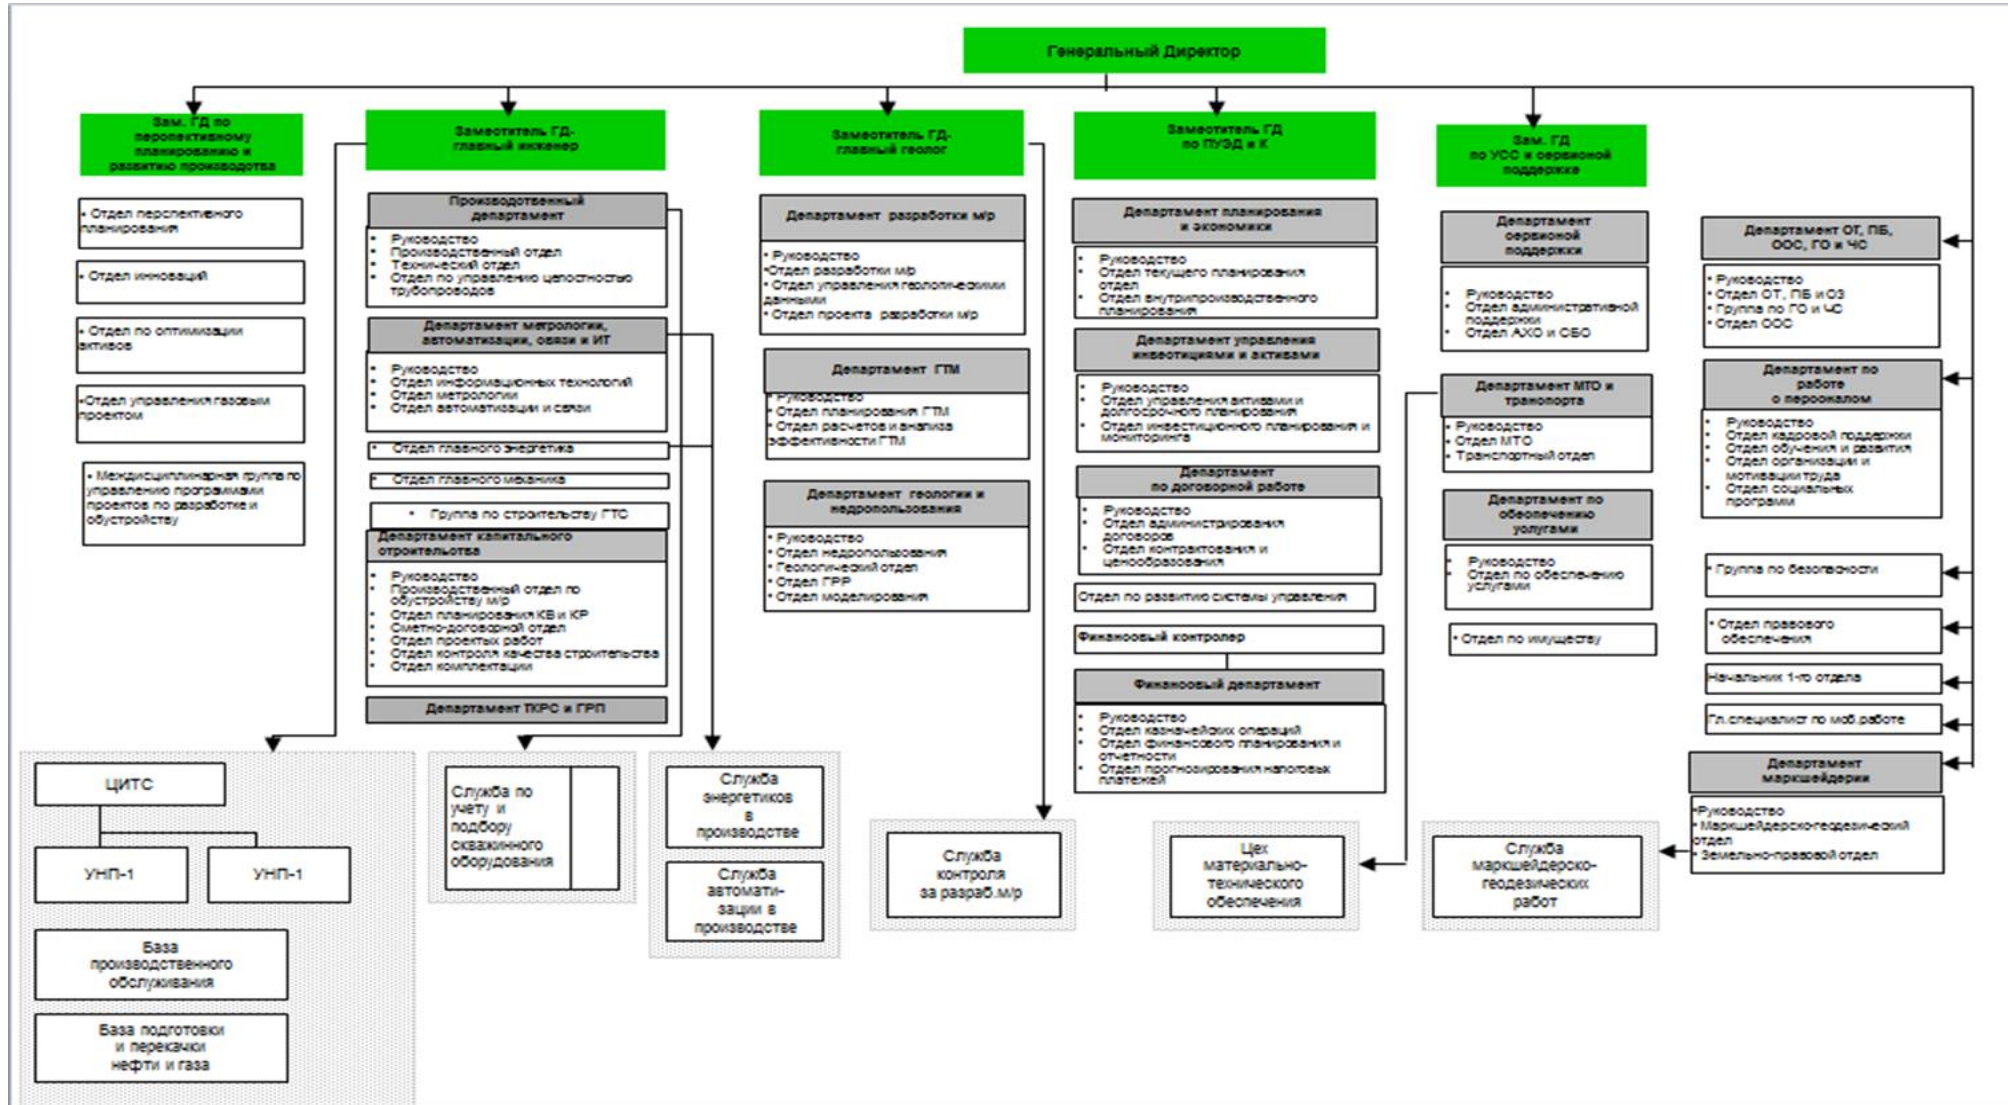 Генеральный Директор
Зам. ГД по
перспективному
планированию и
развитию производства
Заместитель ГД-
главный инженер
Заместитель ГД-
главный геолог
Заместитель ГД
по ПУЭД и К
Зам. ГД
по УСС и сервисной
поддержке
• Отдел перспективного
планирования
• Отдел инноваций
• Отдел по оптимизации
активов
•Отдел управления газовым
проектом
• Междисциплинарная группа по
управлению программами
проектов по разработке и
обустройству
Производственный
департамент
• Руководство
• Производственный отдел
• Технический отдел
• Отдел по управлению целостностью
трубопроводов
Департамент метрологии,
автоматизации, связи и ИТ
• Руководство
• Отдел информационных технологий
• Отдел метрологии
• Отдел автоматизации и связи
• Отдел главного энергетика
• Отдел главного механика
• Группа по строительству ГТС
Департамент капитального
строительства
• Руководство
• Производственный отдел по
обустройству м/р
• Отдел планирования КВ и КР
• Сметно-договорной отдел
• Отдел проектых работ
• Отдел контроля качества строительства
• Отдел комплектации
Департамент ТКРС и ГРП
Департамент разработки м/р
• Руководство
•Отдел разработки м/р
• Отдел управления геологическими
данными
• Отдел проекта разработки м/р
Департамент ГТМ
• Руководство
• Отдел планирования ГТМ
• Отдел расчетов и анализа
эффективности ГТМ
Департамент геологии и
недропользования
• Руководство
• Отдел недропользования
• Геологический отдел
• Отдел ГРР
• Отдел моделирования
Департамент планирования
и экономики
• Руководство
• Отдел текущего планирования
отдел
• Отдел внутрипроизводственного
планирования
Департамент управления
инвестициями и активами
• Руководство
• Отдел управления активами и
долгосрочного планирования
• Отдел инвестиционного планирования и
мониторинга
Департамент
по договорной работе
• Руководство
• Отдел администрирования
договоров
• Отдел контрактования и
ценообразования
Отдел по развитию системы управления
Финансовый контролер
Финансовый департамент
• Руководство
• Отдел казначейских операций
• Отдел финансового планирования и
отчетности
• Отдел прогнозирования налоговых
платежей
Департамент
сервисной
поддержки
• Руководство
• Отдел административной
поддержки
• Отдел АХО и СБО
Департамент МТО и
транспорта
• Руководство
• Отдел МТО
• Транспортный отдел
Департамент по
обеспечению
услугами
• Руководство
• Отдел по обеспечению
услугами
• Отдел по имуществу
Департамент ОТ, ПБ,
ООС, ГО и ЧС
• Руководство
• Отдел ОТ, ПБ и ОЗ
• Группа по ГО и ЧС
• Отдел ООС
Департамент по
работе
с персоналом
• Руководство
• Отдел кадровой поддержки
• Отдел обучения и развития
• Отдел организации и
мотивации труда
• Отдел социальных
программ
• Группа по безопасности
• Отдел правового
обеспечения
Начальник 1-го отдела
Гл.специалист по моб.работе
Департамент
маркшейдерии
•Руководство
• Маркшейдерско-геодезический
отдел
• Земельно-правовой отдел
ЦИТС
УНП-1
УНП-1
База
производственного
обслуживания
База подготовки
и перекачки
нефти и газа
Служба по
учету и
подбору
скважинного
оборудования
Служба
энергетиков
в
производстве
Служба
автомати-
зации в
производстве
Служба
контроля
за разраб.м/р
Цех
материально-
технического
обеспечения
Служба
маркшейдерско-
геодезических
работ